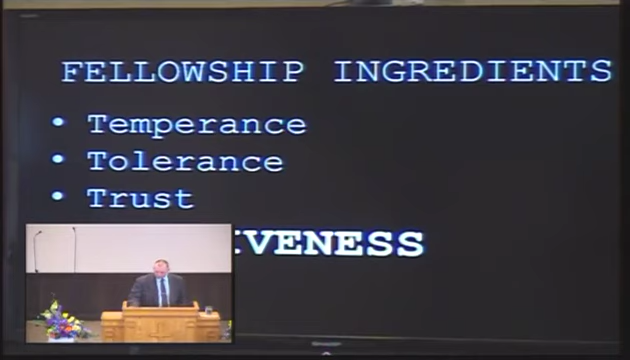 FELLOWSHIP INGREDIENTS
• Temperance
• Tolerance
• Trust
IVENESS